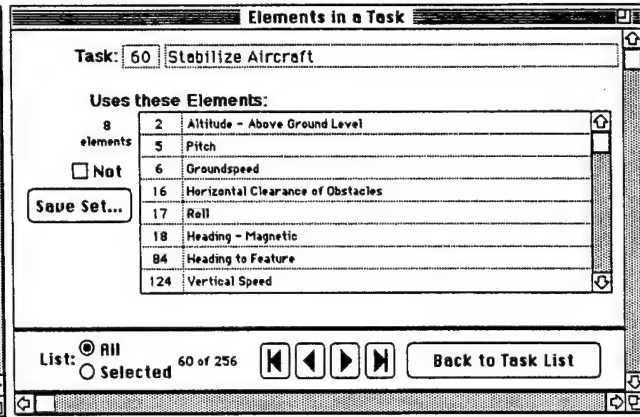 Elements in a Task
Task: 60 Stabilize Aircraft
Uses these Elements:
8 elements
2 Altitude - Above Ground Level
5 Pitch
6 Groundspeed
16 Horizontal Clearance of Obstacles
17 Roll
18 Heading - Magnetic
84 Heading to Feature
124 Vertical Speed
Not
Save Set...
List: All
Selected
60 of 256
Back to Task List